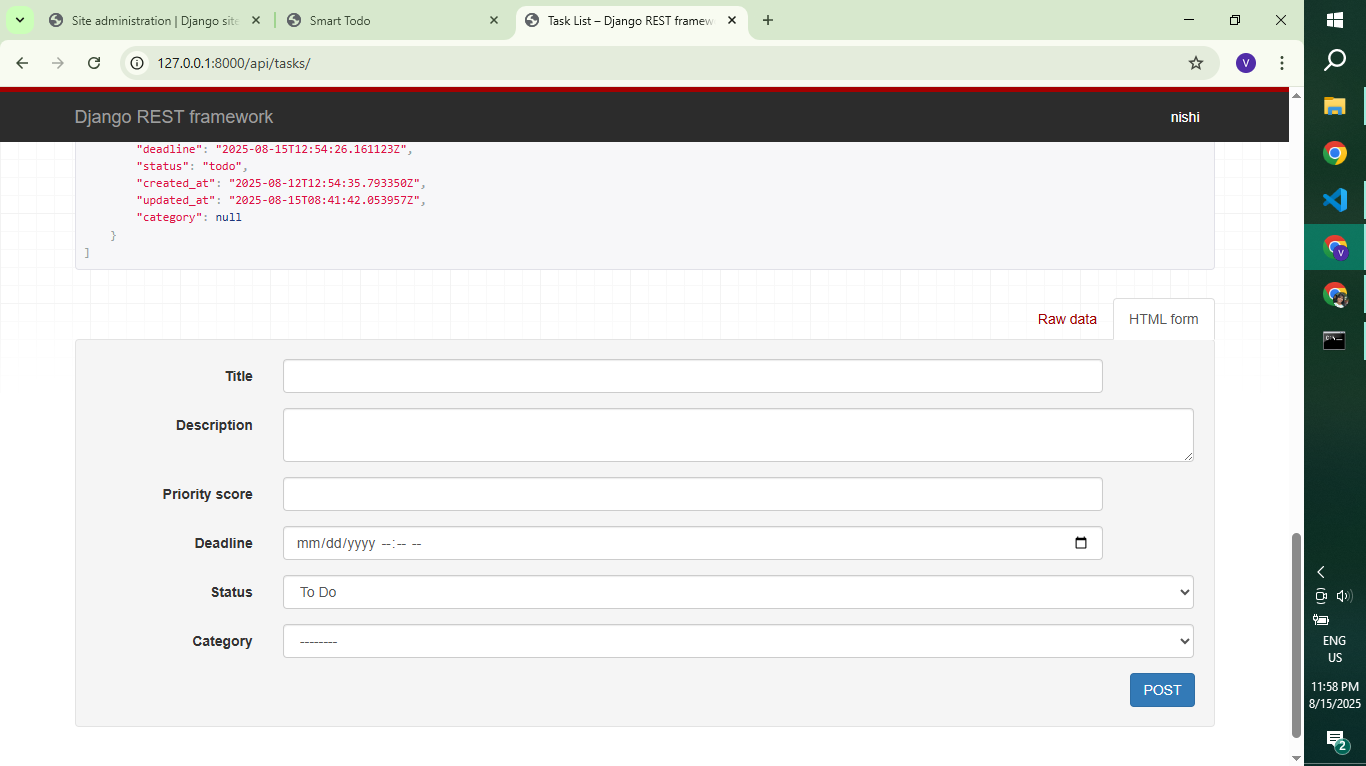 Site administration | Django site
Smart Todo
Task List – Django REST framew
127.0.0.1:8000/api/tasks/
V
Django REST framework
nishi
"deadline": "2025-08-15T12:54:26.161123Z",
"status": "todo",
"created_at": "2025-08-12T12:54:35.793350Z",
"updated_at": "2025-08-15T08:41:42.053957Z",
"category": null
}
]
Raw data
HTML form
Title
Description
Priority score
Deadline
mm/dd/yyyy --:-- --
Status
To Do
Category
--------
POST
V
ENG
US
11:58 PM
8/15/2025
2